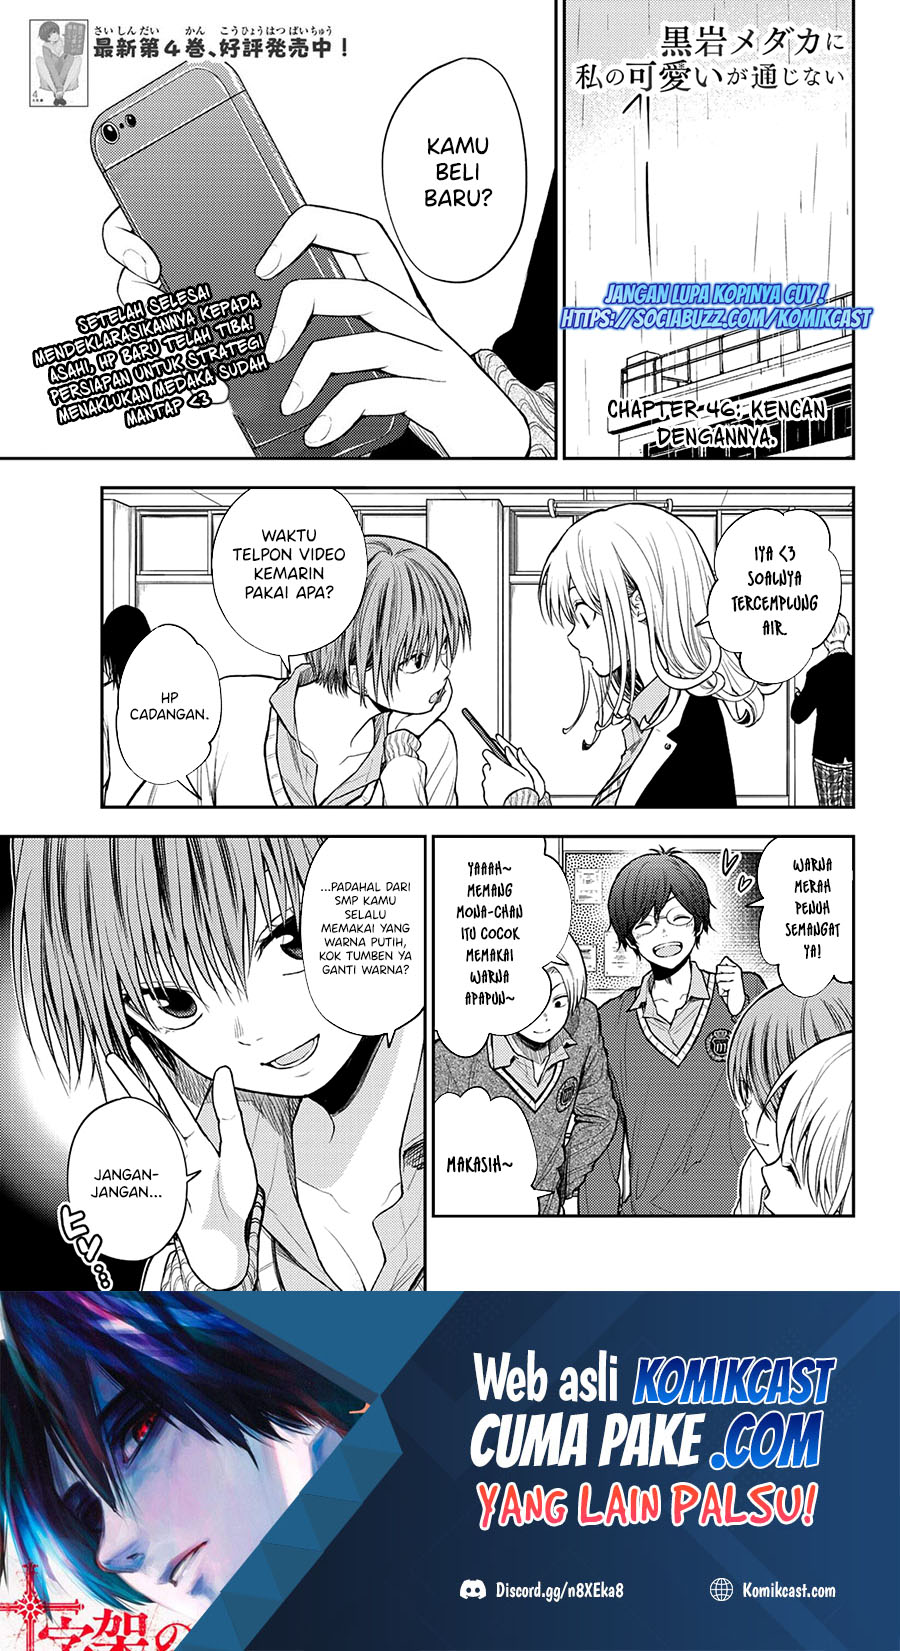 最新第4巻、好評発売中!
さいしんだい かん こうひょうはつばいちゅう
黒岩メダカに
私の可愛いが通じない
KAMU
BELI
BARU?
JANGAN LUPA KOPINYA CUY !
HTTPS://SOCIABUZZ.COM/KOMIKCAST
SETELAH SELESAI
MENDEKLARASIKANNYA KEPADA
ASAHI, HP BARU TELAH TIBA!
PERSIAPAN UNTUK STRATEGI
MENAKLUKAN MEDAKA SUDAH
MANTAP <3
CHAPTER 46: KENCAN
DENGANNYA.
IYA <3
SOALNYA
TERCEMPLUNG
AIR.
WAKTU
TELPON VIDEO
KEMARIN
PAKAI APA?
HP
CADANGAN.
WARNA
MERAH
PENUH
SEMANGAT
YA!
YAAAH~
MEMANG
MONA-CHAN
ITU COCOK
MEMAKAI
WARNA
APAPUN~
MAKASIH~
...PADAHAL DARI
SMP KAMU
SELALU
MEMAKAI YANG
WARNA PUTIH,
KOK TUMBEN YA
GANTI WARNA?
JANGAN-
JANGAN...
Web asli KOMIKCAST
CUMA PAKE .COM
YANG LAIN PALSU!
Discord.gg/n8XEka8
Komikcast.com
字架の